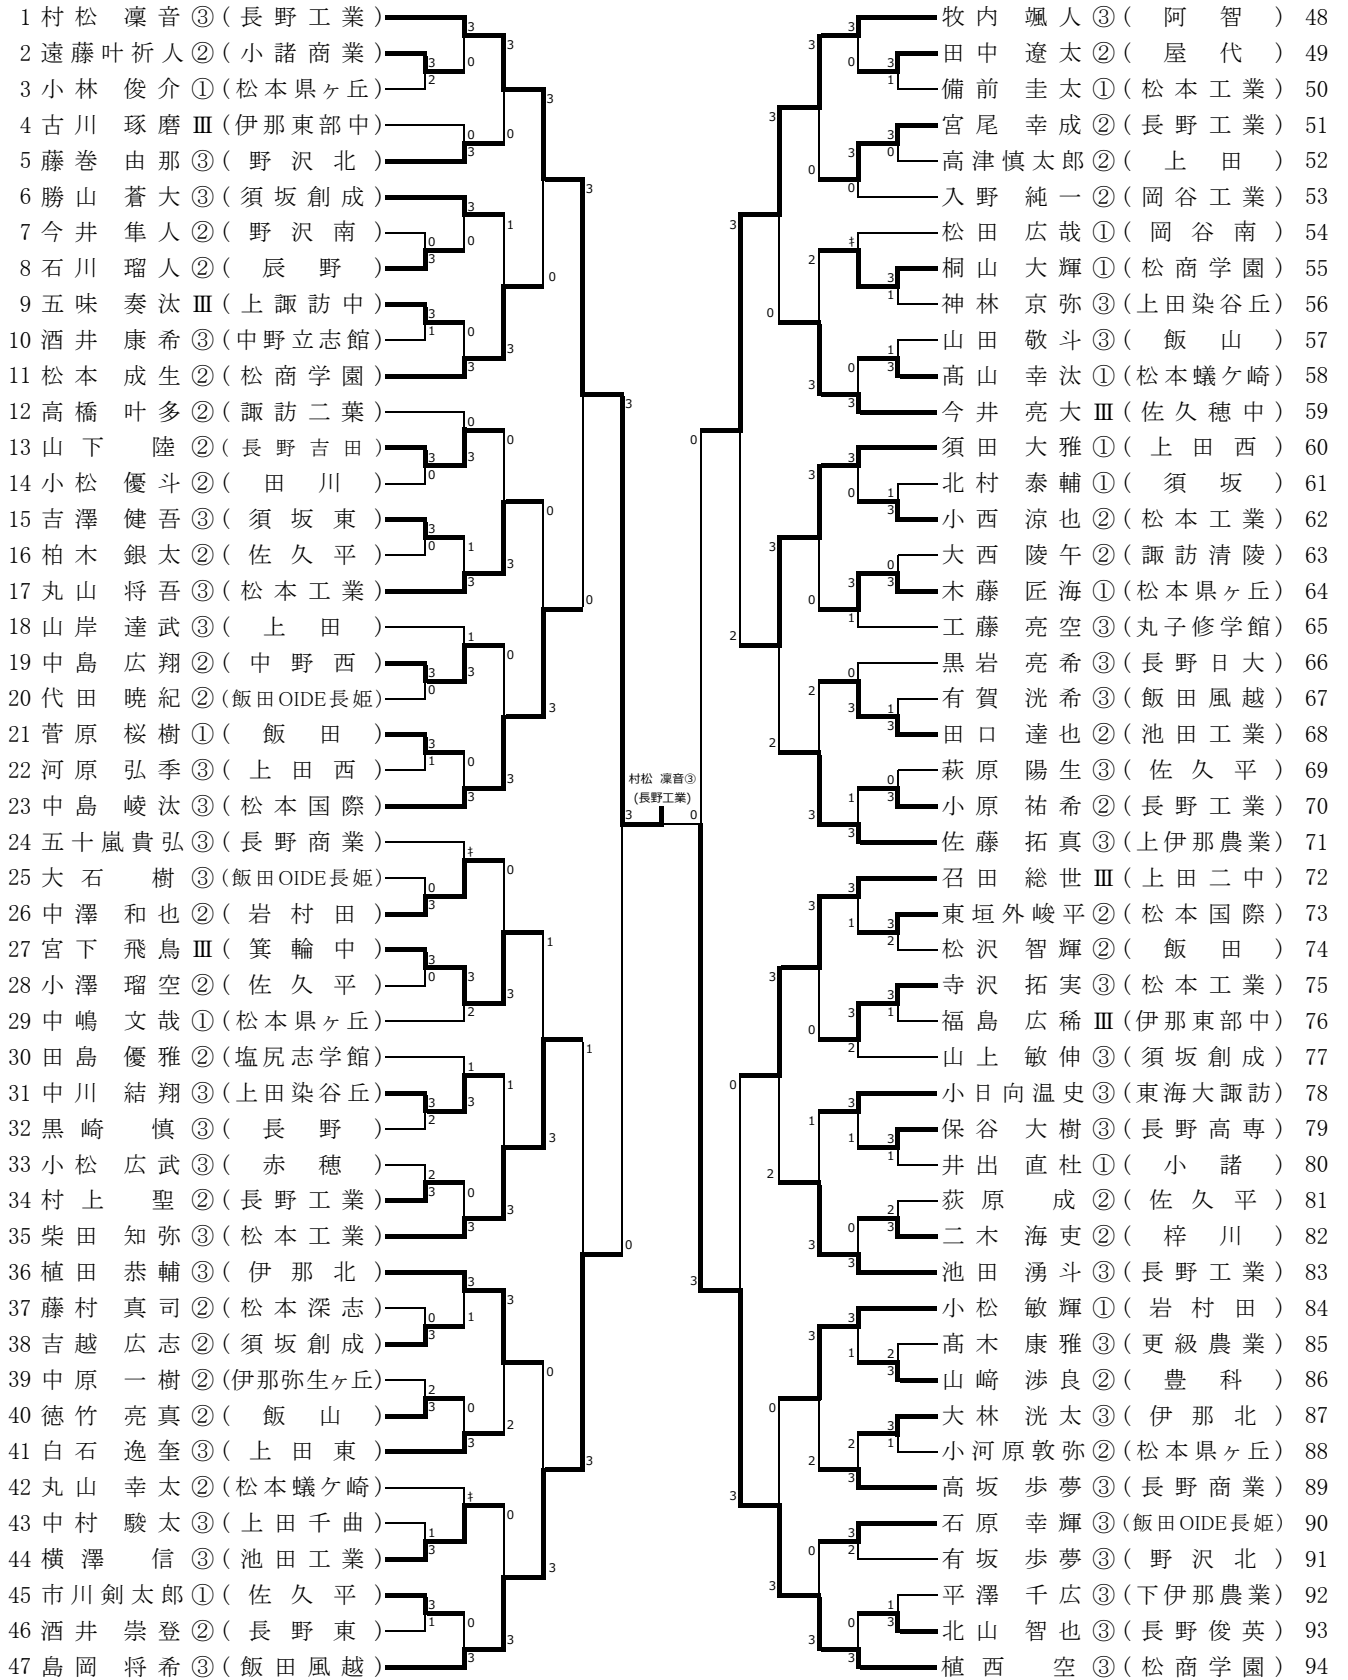 1 村松 凜音③(長野工業)
2 遠藤叶祈人②(小諸商業)
3 小林 俊介①(松本県ヶ丘)
4 古川 琢磨Ⅲ(伊那東部中)
5 藤巻 由那③(野沢北)
6 勝山 蒼大③(須坂創成)
7 今井 隼人②(野沢南)
8 石川 瑠人②(辰野)
9 五味 奏汰Ⅲ(上諏訪中)
10 酒井 康希③(中野立志館)
11 松本 成生②(松商学園)
12 高橋 叶多②(諏訪二葉)
13 山下 陸②(長野吉田)
14 小松 優斗②(田川)
15 吉澤 健吾③(須坂東)
16 柏木 銀太②(佐久平)
17 丸山 将吾③(松本工業)
18 山岸 達武③(上田)
19 中島 広翔②(中野西)
20 代田 暁紀②(飯田OIDE長姫)
21 菅原 桜樹①(飯田)
22 河原 弘季③(上田西)
23 中島 崚汰③(松本国際)
24 五十嵐貴弘③(長野商業)
25 大石 樹③(飯田OIDE長姫)
26 中澤 和也②(岩村田)
27 宮下 飛鳥Ⅲ(箕輪中)
28 小澤 瑠空②(佐久平)
29 中嶋 文哉①(松本県ヶ丘)
30 田島 優雅②(塩尻志学館)
31 中川 結翔③(上田染谷丘)
32 黒崎 慎③(長野)
33 小松 広武③(赤穂)
34 村上 聖②(長野工業)
35 柴田 知弥③(松本工業)
36 植田 恭輔③(伊那北)
37 藤村 真司②(松本深志)
38 吉越 広志②(須坂創成)
39 中原 一樹②(伊那弥生ヶ丘)
40 徳竹 亮真②(飯山)
41 白石 逸奎③(上田東)
42 丸山 幸太②(松本蟻ケ崎)
43 中村 駿太③(上田千曲)
44 横澤 信③(池田工業)
45 市川剣太郎①(佐久平)
46 酒井 崇登②(長野東)
47 島岡 将希③(飯田風越)
村松 凜音③
(長野工業)
牧内 颯人③(阿智) 48
田中 遼太②(屋代) 49
備前 圭太①(松本工業) 50
宮尾 幸成②(長野工業) 51
高津慎太郎②(上田) 52
入野 純一②(岡谷工業) 53
松田 広哉①(岡谷南) 54
桐山 大輝①(松商学園) 55
神林 京弥③(上田染谷丘) 56
山田 敬斗③(飯山) 57
髙山 幸汰①(松本蟻ケ崎) 58
今井 亮大Ⅲ(佐久穂中) 59
須田 大雅①(上田西) 60
北村 泰輔①(須坂) 61
小西 涼也②(松本工業) 62
大西 陵午②(諏訪清陵) 63
木藤 匠海①(松本県ヶ丘) 64
工藤 亮空③(丸子修学館) 65
黒岩 亮希③(長野日大) 66
有賀 洸希③(飯田風越) 67
田口 達也②(池田工業) 68
萩原 陽生③(佐久平) 69
小原 祐希②(長野工業) 70
佐藤 拓真③(上伊那農業) 71
召田 総世Ⅲ(上田二中) 72
東垣外峻平②(松本国際) 73
松沢 智輝②(飯田) 74
寺沢 拓実③(松本工業) 75
福島 広稀Ⅲ(伊那東部中) 76
山上 敏伸③(須坂創成) 77
小日向温史③(東海大諏訪) 78
保谷 大樹③(長野高専) 79
井出 直杜①(小諸) 80
荻原 成②(佐久平) 81
二木 海吏②(梓川) 82
池田 湧斗③(長野工業) 83
小松 敏輝①(岩村田) 84
髙木 康雅③(更級農業) 85
山﨑 渉良②(豊科) 86
大林 洸太③(伊那北) 87
小河原敦弥②(松本県ヶ丘) 88
高坂 歩夢③(長野商業) 89
石原 幸輝③(飯田OIDE長姫) 90
有坂 歩夢③(野沢北) 91
平澤 千広③(下伊那農業) 92
北山 智也③(長野俊英) 93
植西 空③(松商学園) 94